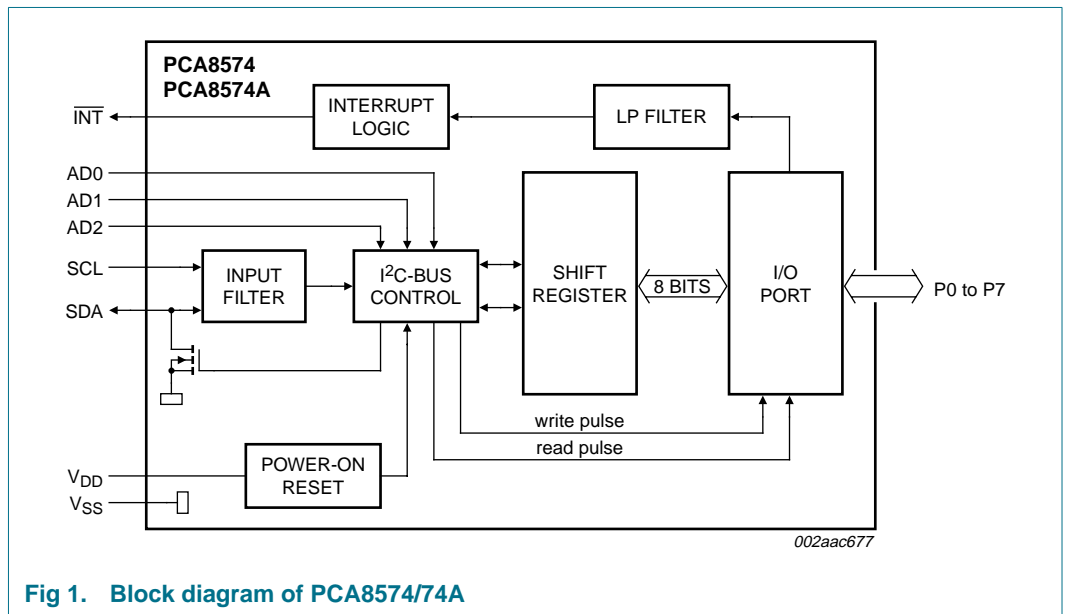 PCA8574
PCA8574A
INT
INTERRUPT
LOGIC
LP FILTER
AD0
AD1
AD2
SCL
SDA
INPUT
FILTER
I²C-BUS
CONTROL
SHIFT
REGISTER
8 BITS
I/O
PORT
P0 to P7
write pulse
read pulse
POWER-ON
RESET
VDD
VSS
002aac677
Fig 1. Block diagram of PCA8574/74A